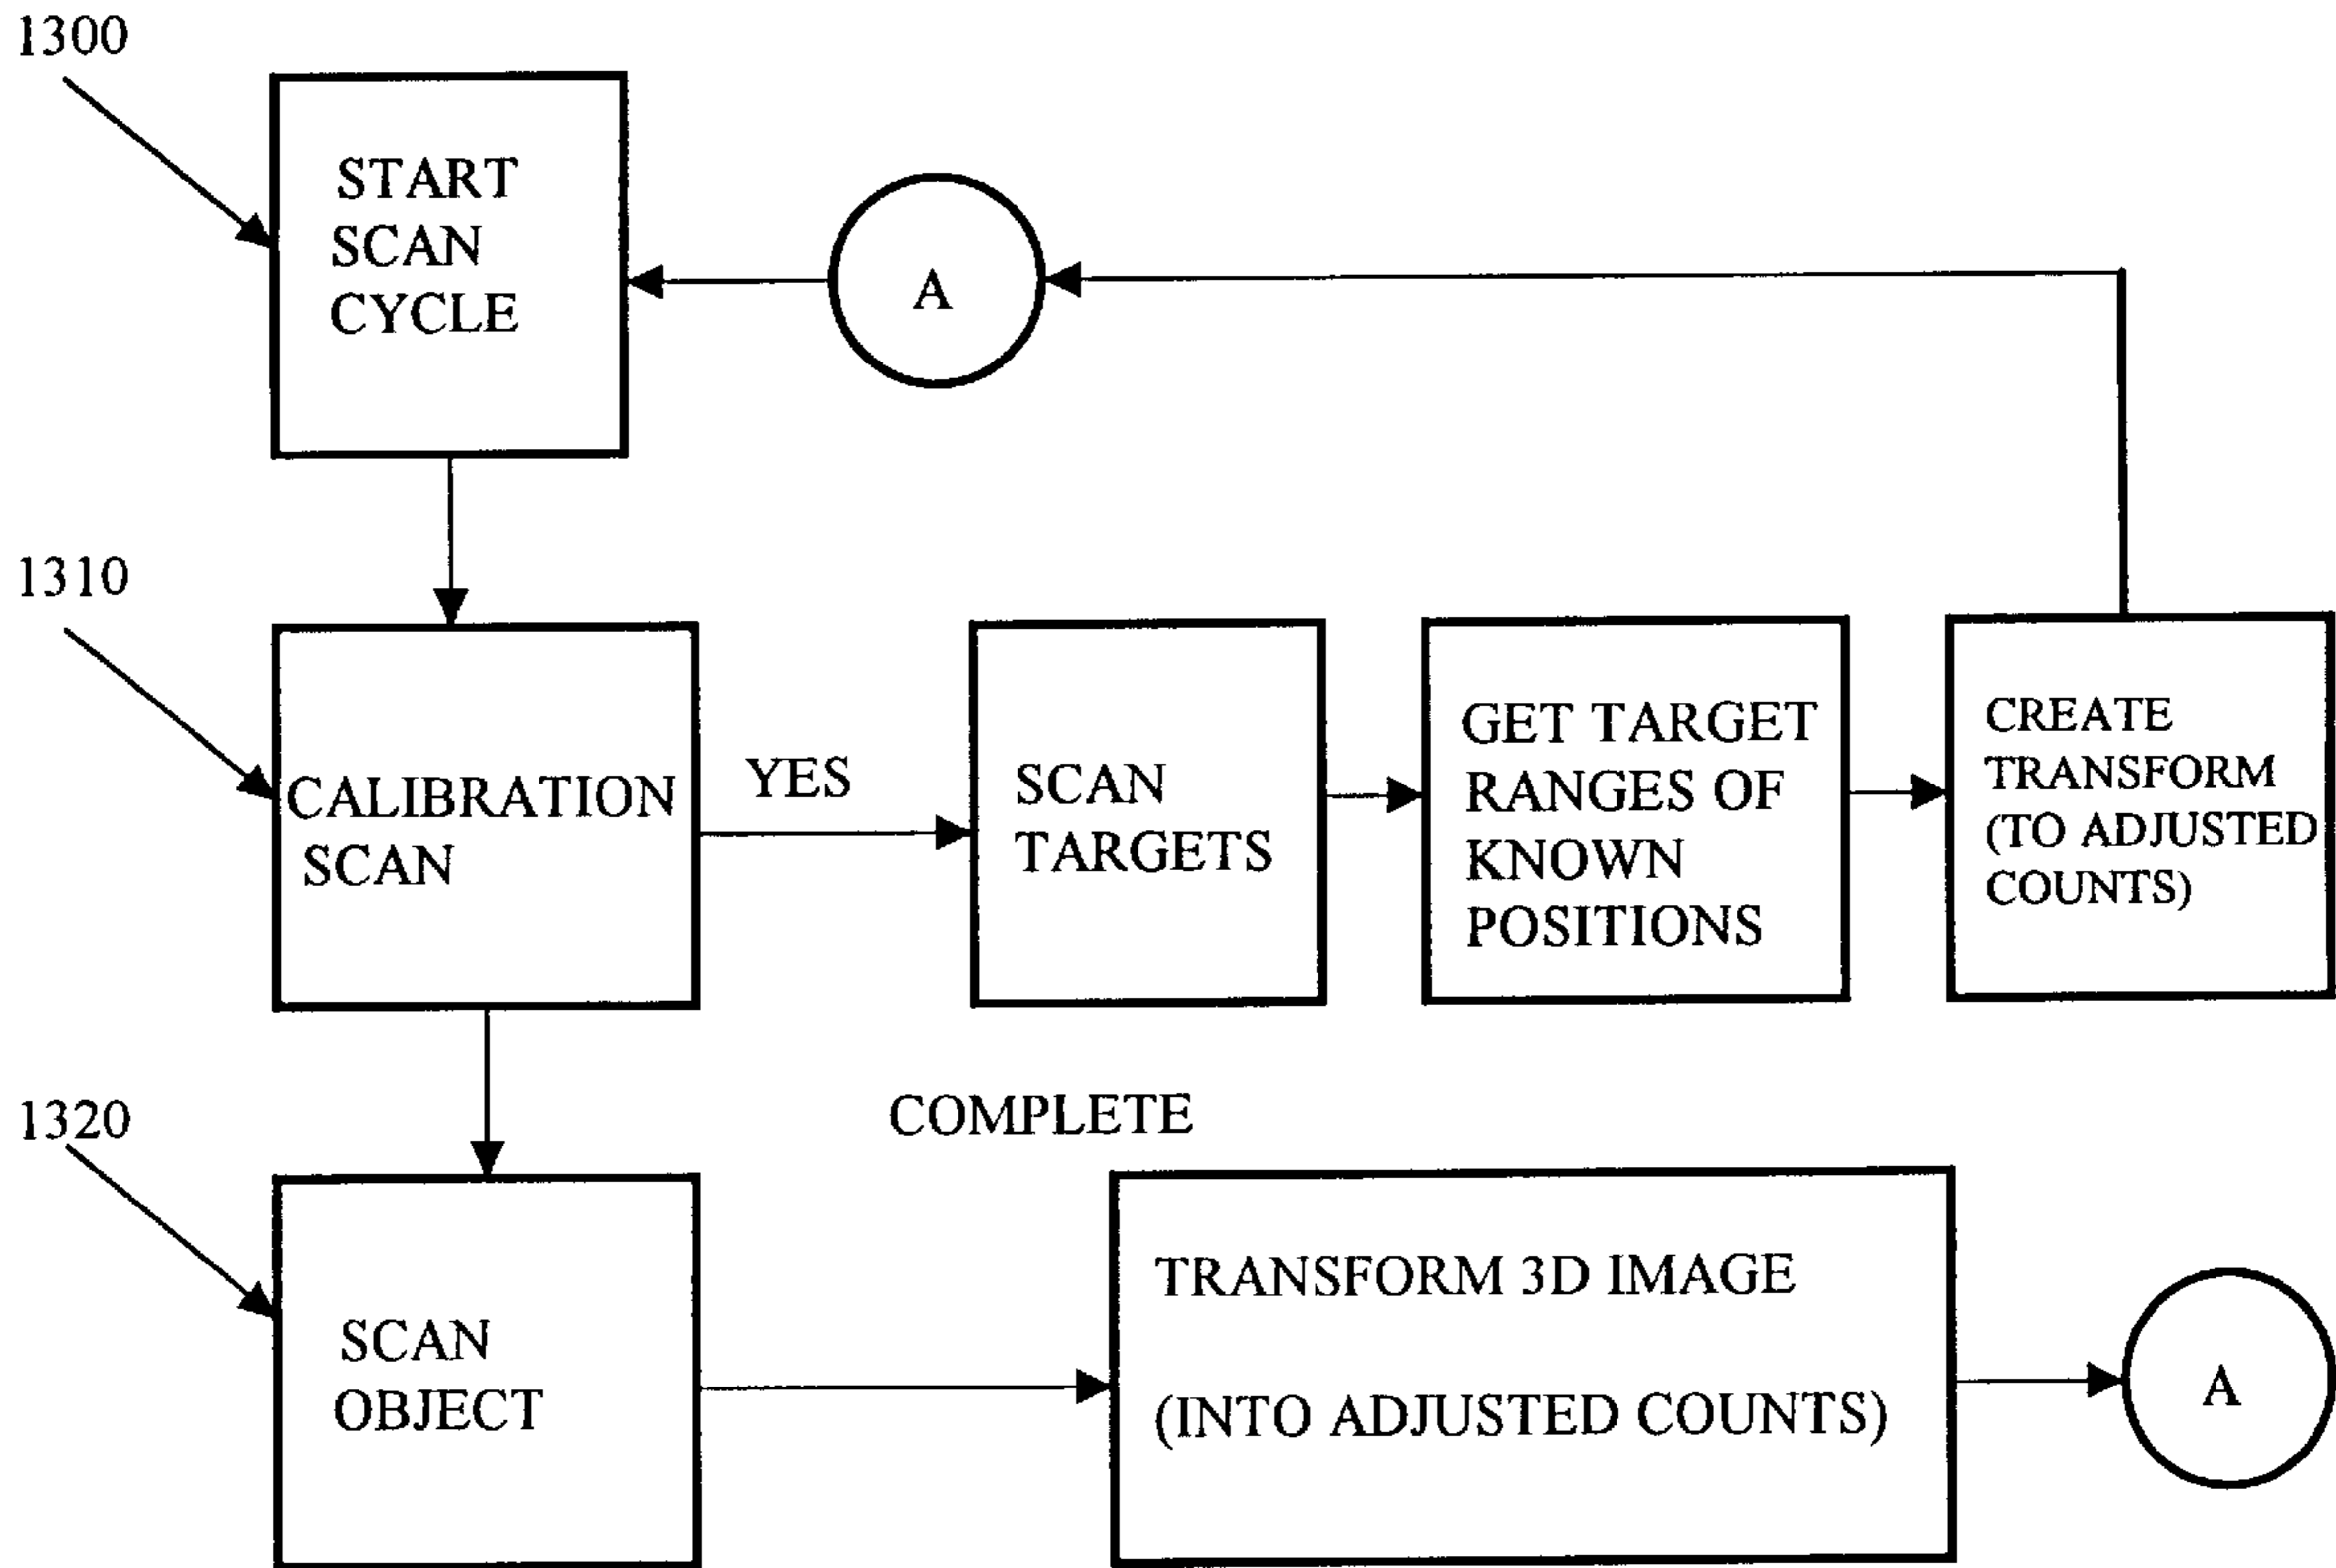 1300
START
SCAN
CYCLE
A
1310
CALIBRATION
SCAN
YES
SCAN
TARGETS
GET TARGET
RANGES OF
KNOWN
POSITIONS
CREATE
TRANSFORM
(TO ADJUSTED
COUNTS)
1320
SCAN
OBJECT
COMPLETE
TRANSFORM 3D IMAGE
(INTO ADJUSTED COUNTS)
A